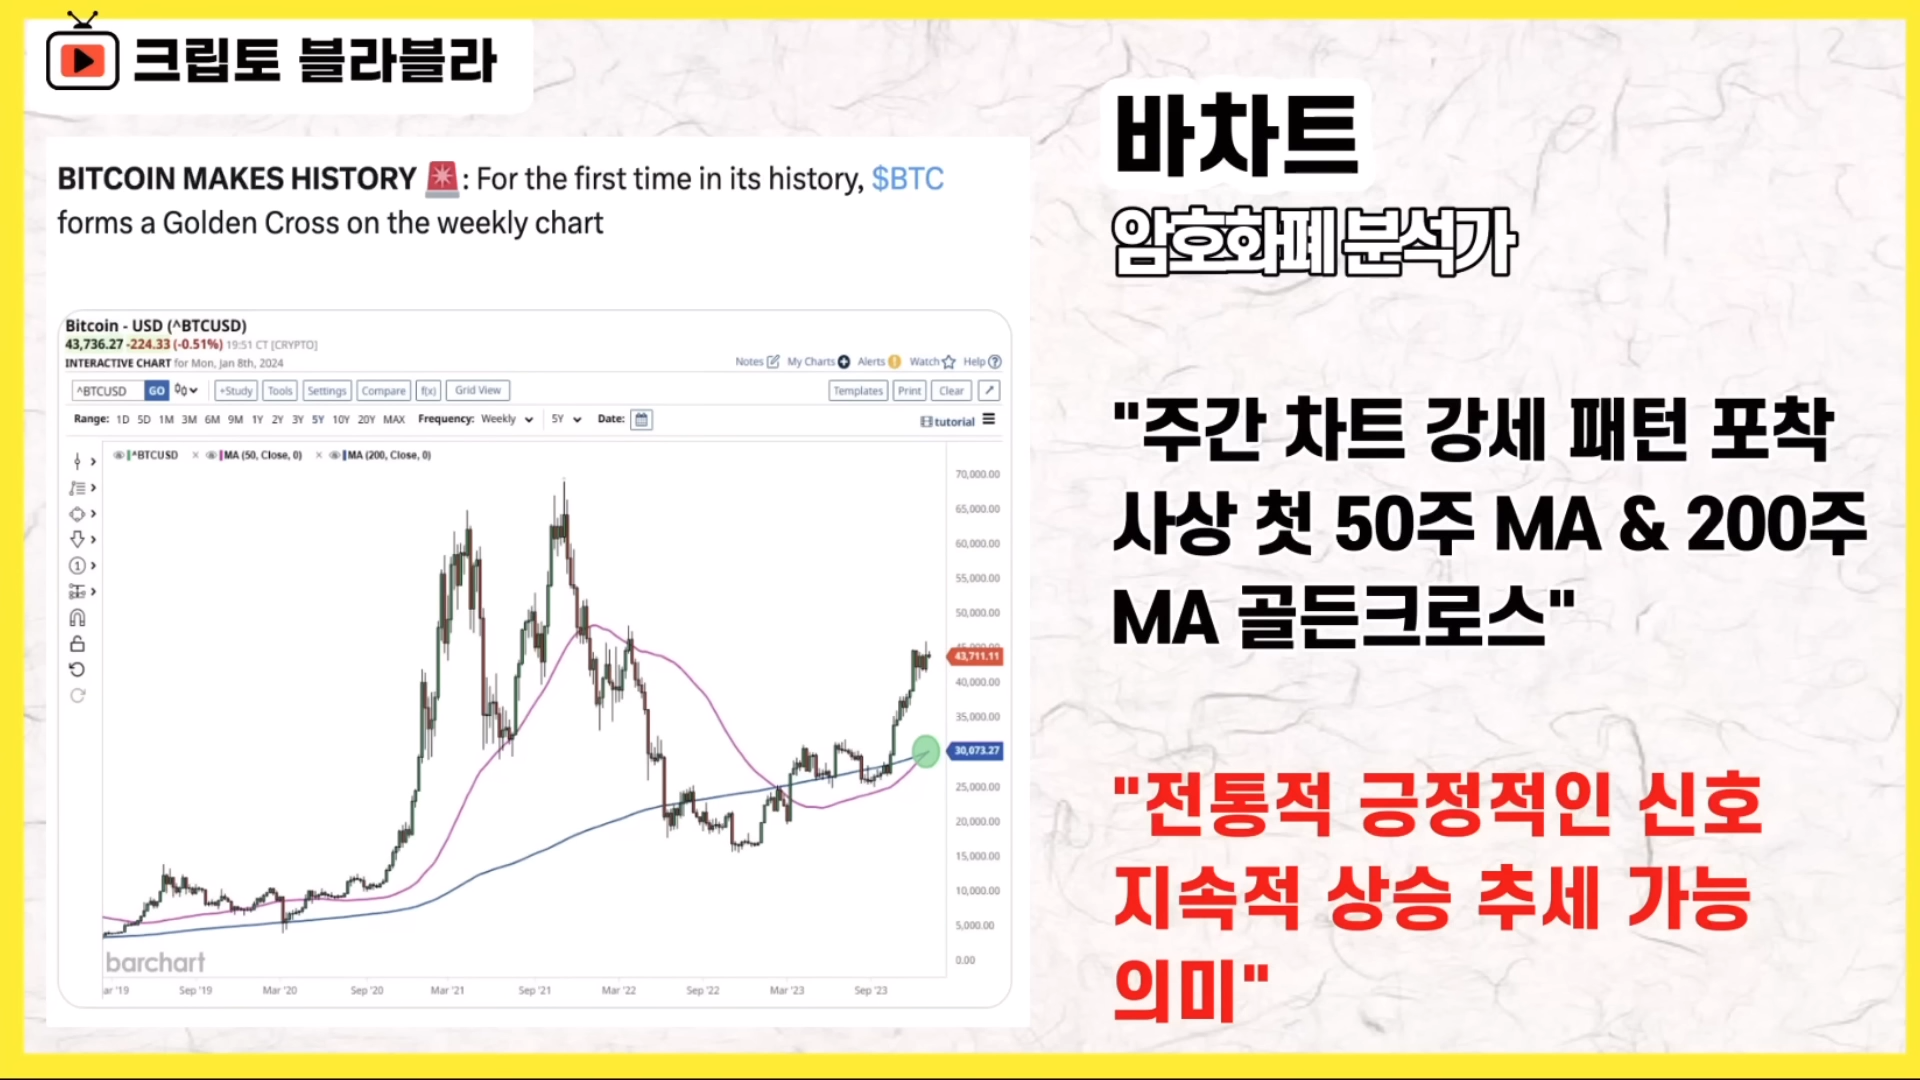 크립토 블라블라
BITCOIN MAKES HISTORY 🚨: For the first time in its history, $BTC
forms a Golden Cross on the weekly chart
Bitcoin - USD (^BTCUSD)
43,736.27 -224.33 (-0.51%) 19:51 CT [CRYPTO]
INTERACTIVE CHART for Mon, Jan 8th, 2024
Notes My Charts Alerts Watch Help
^BTCUSD GO +Study Tools Settings Compare f(x) Grid View Templates Print Clear
Range: 1D 5D 1M 3M 6M 9M 1Y 2Y 3Y 5Y 10Y 20Y MAX Frequency: Weekly 5Y Date: tutorial
^BTCUSD × MA (50, Close, 0) × MA (200, Close, 0)
70,000.00
65,000.00
60,000.00
55,000.00
50,000.00
43,711.11
40,000.00
35,000.00
30,073.27
25,000.00
20,000.00
15,000.00
10,000.00
5,000.00
0.00
barchart
ar '19 Sep '19 Mar '20 Sep '20 Mar '21 Sep '21 Mar '22 Sep '22 Mar '23 Sep '23
바차트
암호화폐 분석가
"주간 차트 강세 패턴 포착
사상 첫 50주 MA & 200주
MA 골든크로스"
"전통적 긍정적인 신호
지속적 상승 추세 가능
의미"